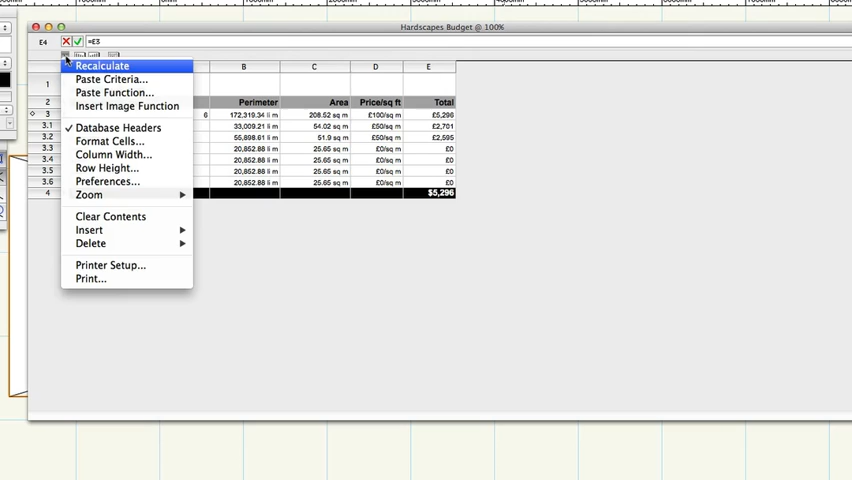 Hardscapes Budget @ 100%
E4 =E3
Recalculate
Paste Criteria...
Paste Function...
Insert Image Function
✓ Database Headers
Format Cells...
Column Width...
Row Height...
Preferences...
Zoom
Clear Contents
Insert
Delete
Printer Setup...
Print...
B C D E
1
2 Perimeter Area Price/sq ft Total
3 6 172,319.34 li m 208.52 sq m £100/sq m £5,296
3.1 33,009.21 li m 54.02 sq m £50/sq m £2,701
3.2 55,898.61 li m 51.9 sq m £50/sq m £2,595
3.3 20,852.88 li m 25.65 sq m £0/sq m £0
3.4 20,852.88 li m 25.65 sq m £0/sq m £0
3.5 20,852.88 li m 25.65 sq m £0/sq m £0
3.6 20,852.88 li m 25.65 sq m £0/sq m £0
4 $5,296